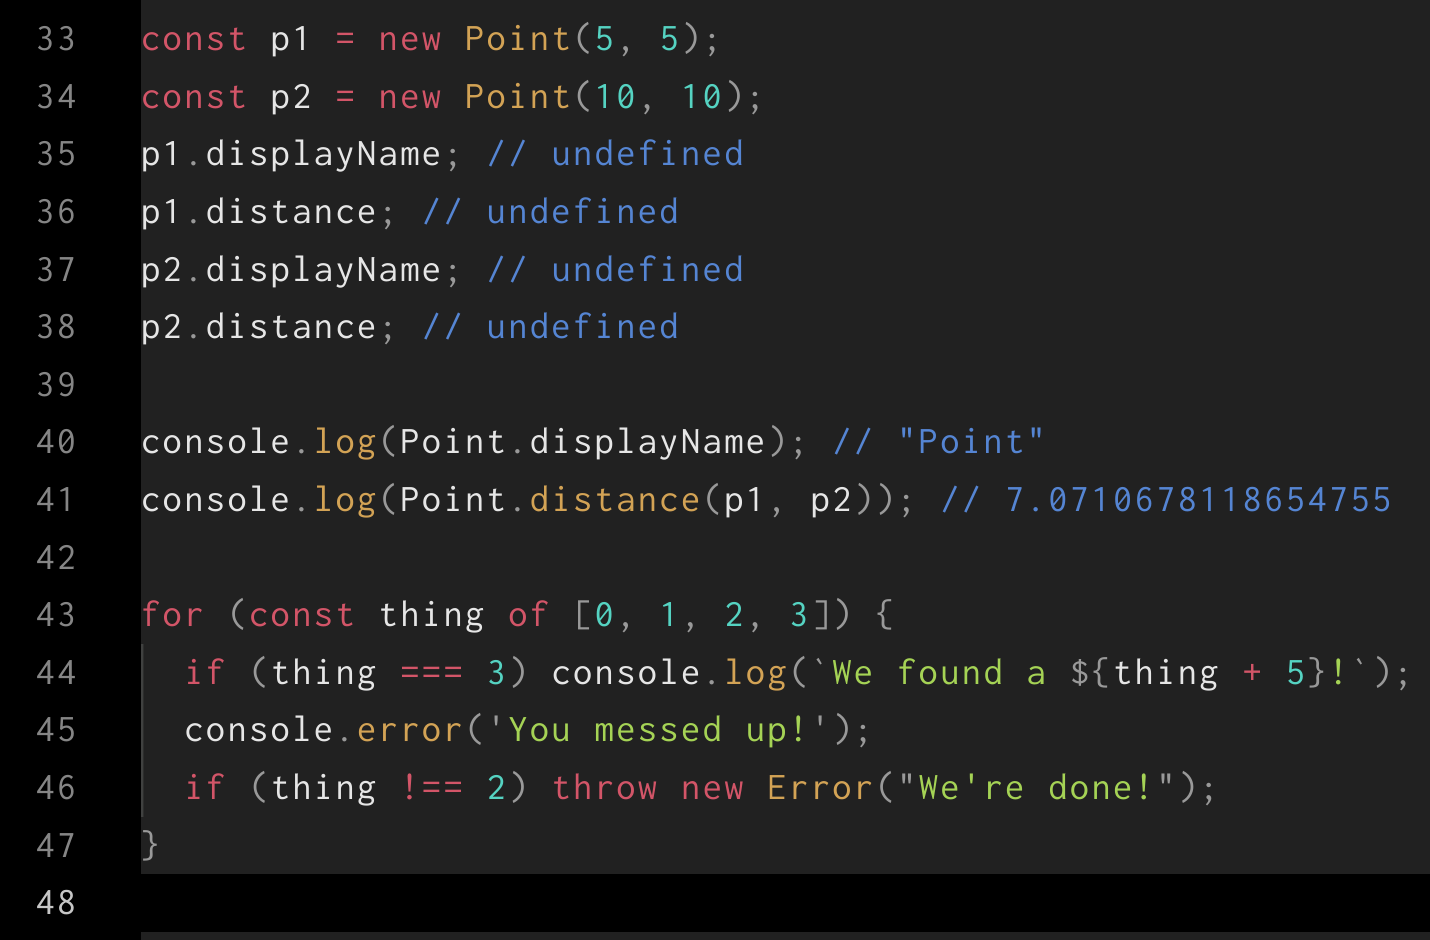 33 const p1 = new Point(5, 5);
34 const p2 = new Point(10, 10);
35 p1.displayName; // undefined
36 p1.distance; // undefined
37 p2.displayName; // undefined
38 p2.distance; // undefined
39
40 console.log(Point.displayName); // "Point"
41 console.log(Point.distance(p1, p2)); // 7.0710678118654755
42
43 for (const thing of [0, 1, 2, 3]) {
44   if (thing === 3) console.log(`We found a ${thing + 5}!`);
45   console.error('You messed up!');
46   if (thing !== 2) throw new Error("We're done!");
47 }
48